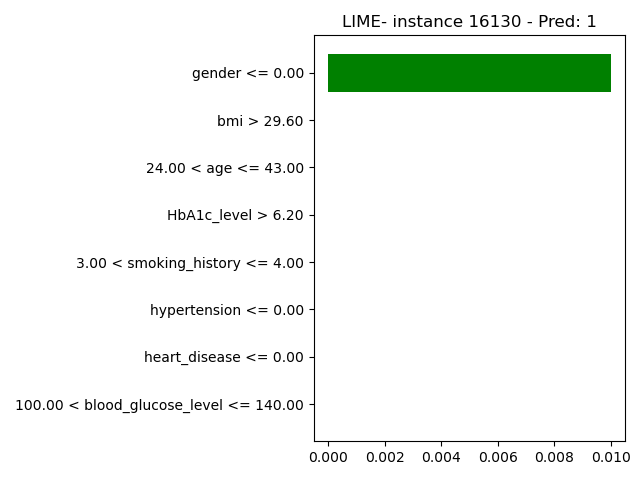 LIME- instance 16130 - Pred: 1
gender <= 0.00
bmi > 29.60
24.00 < age <= 43.00
HbA1c_level > 6.20
3.00 < smoking_history <= 4.00
hypertension <= 0.00
heart_disease <= 0.00
100.00 < blood_glucose_level <= 140.00
0.000 0.002 0.004 0.006 0.008 0.010